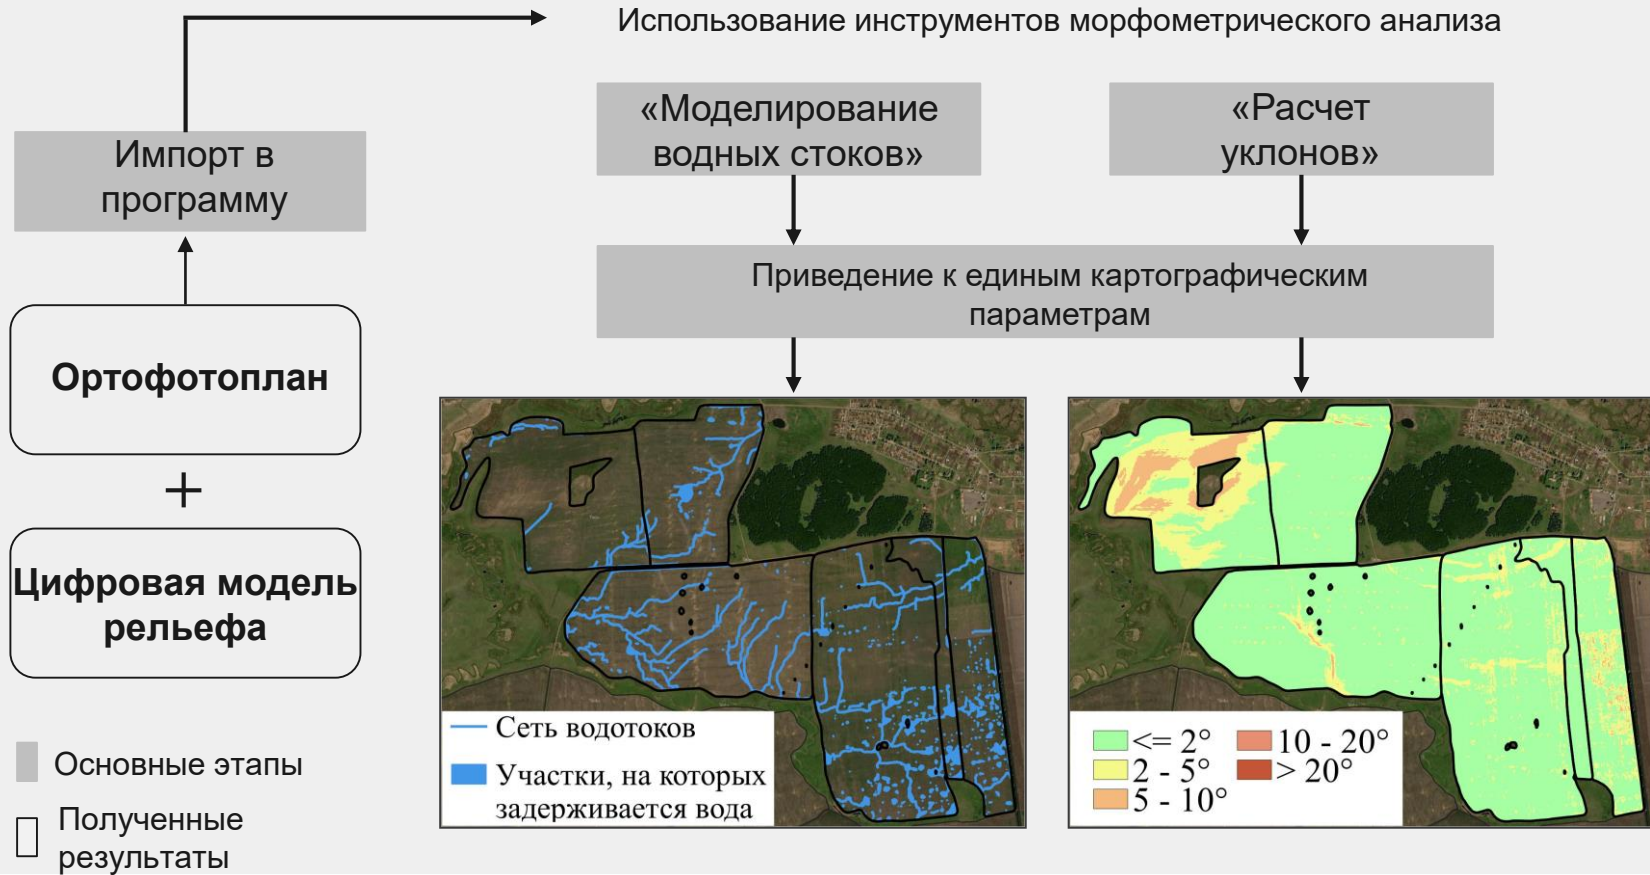 Использование инструментов морфометрического анализа
«Моделирование
водных стоков»
«Расчет
уклонов»
Импорт в
программу
Приведение к единым картографическим
параметрам
Ортофотоплан
+
Цифровая модель
рельефа
Сеть водотоков
Участки, на которых
задерживается вода
<= 2°
2 - 5°
5 - 10°
10 - 20°
> 20°
Основные этапы
Полученные
результаты